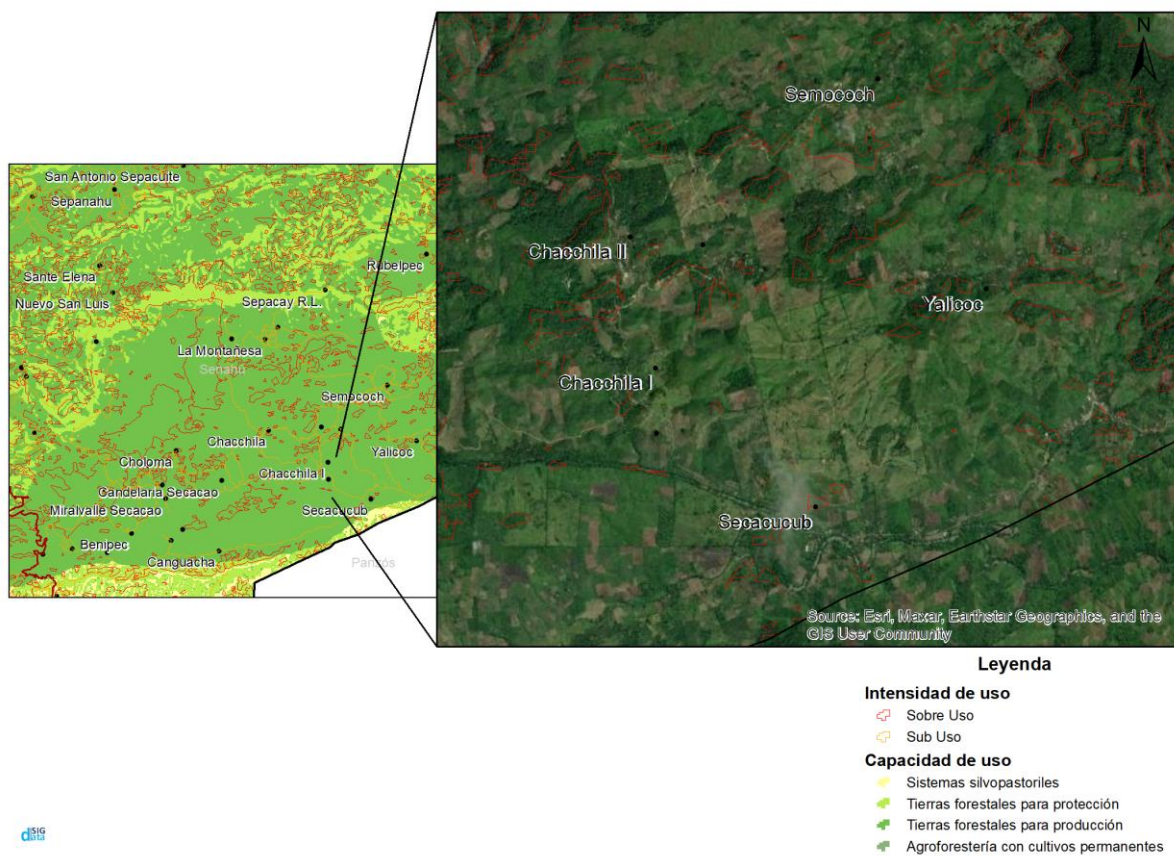 San Antonio Sepacuite
Sepanahu
Sante Elena
Rubelpec
Nuevo San Luis
Sepacay R.L.
La Montañesa
Senahú
Semococh
Chacchila
Yalicoc
Choloma
Chacchila I
Candelaria Secacao
Miralvalle Secacao
Secacucub
Benipec
Canguacha
Panzós
N
Semococh
Chacchila II
Yalicoc
Chacchila I
Secacucub
Source: Esri, Maxar, Earthstar Geographics, and the
GIS User Community
Leyenda
Intensidad de uso
Sobre Uso
Sub Uso
Capacidad de uso
Sistemas silvopastoriles
Tierras forestales para protección
Tierras forestales para producción
Agroforestería con cultivos permanentes